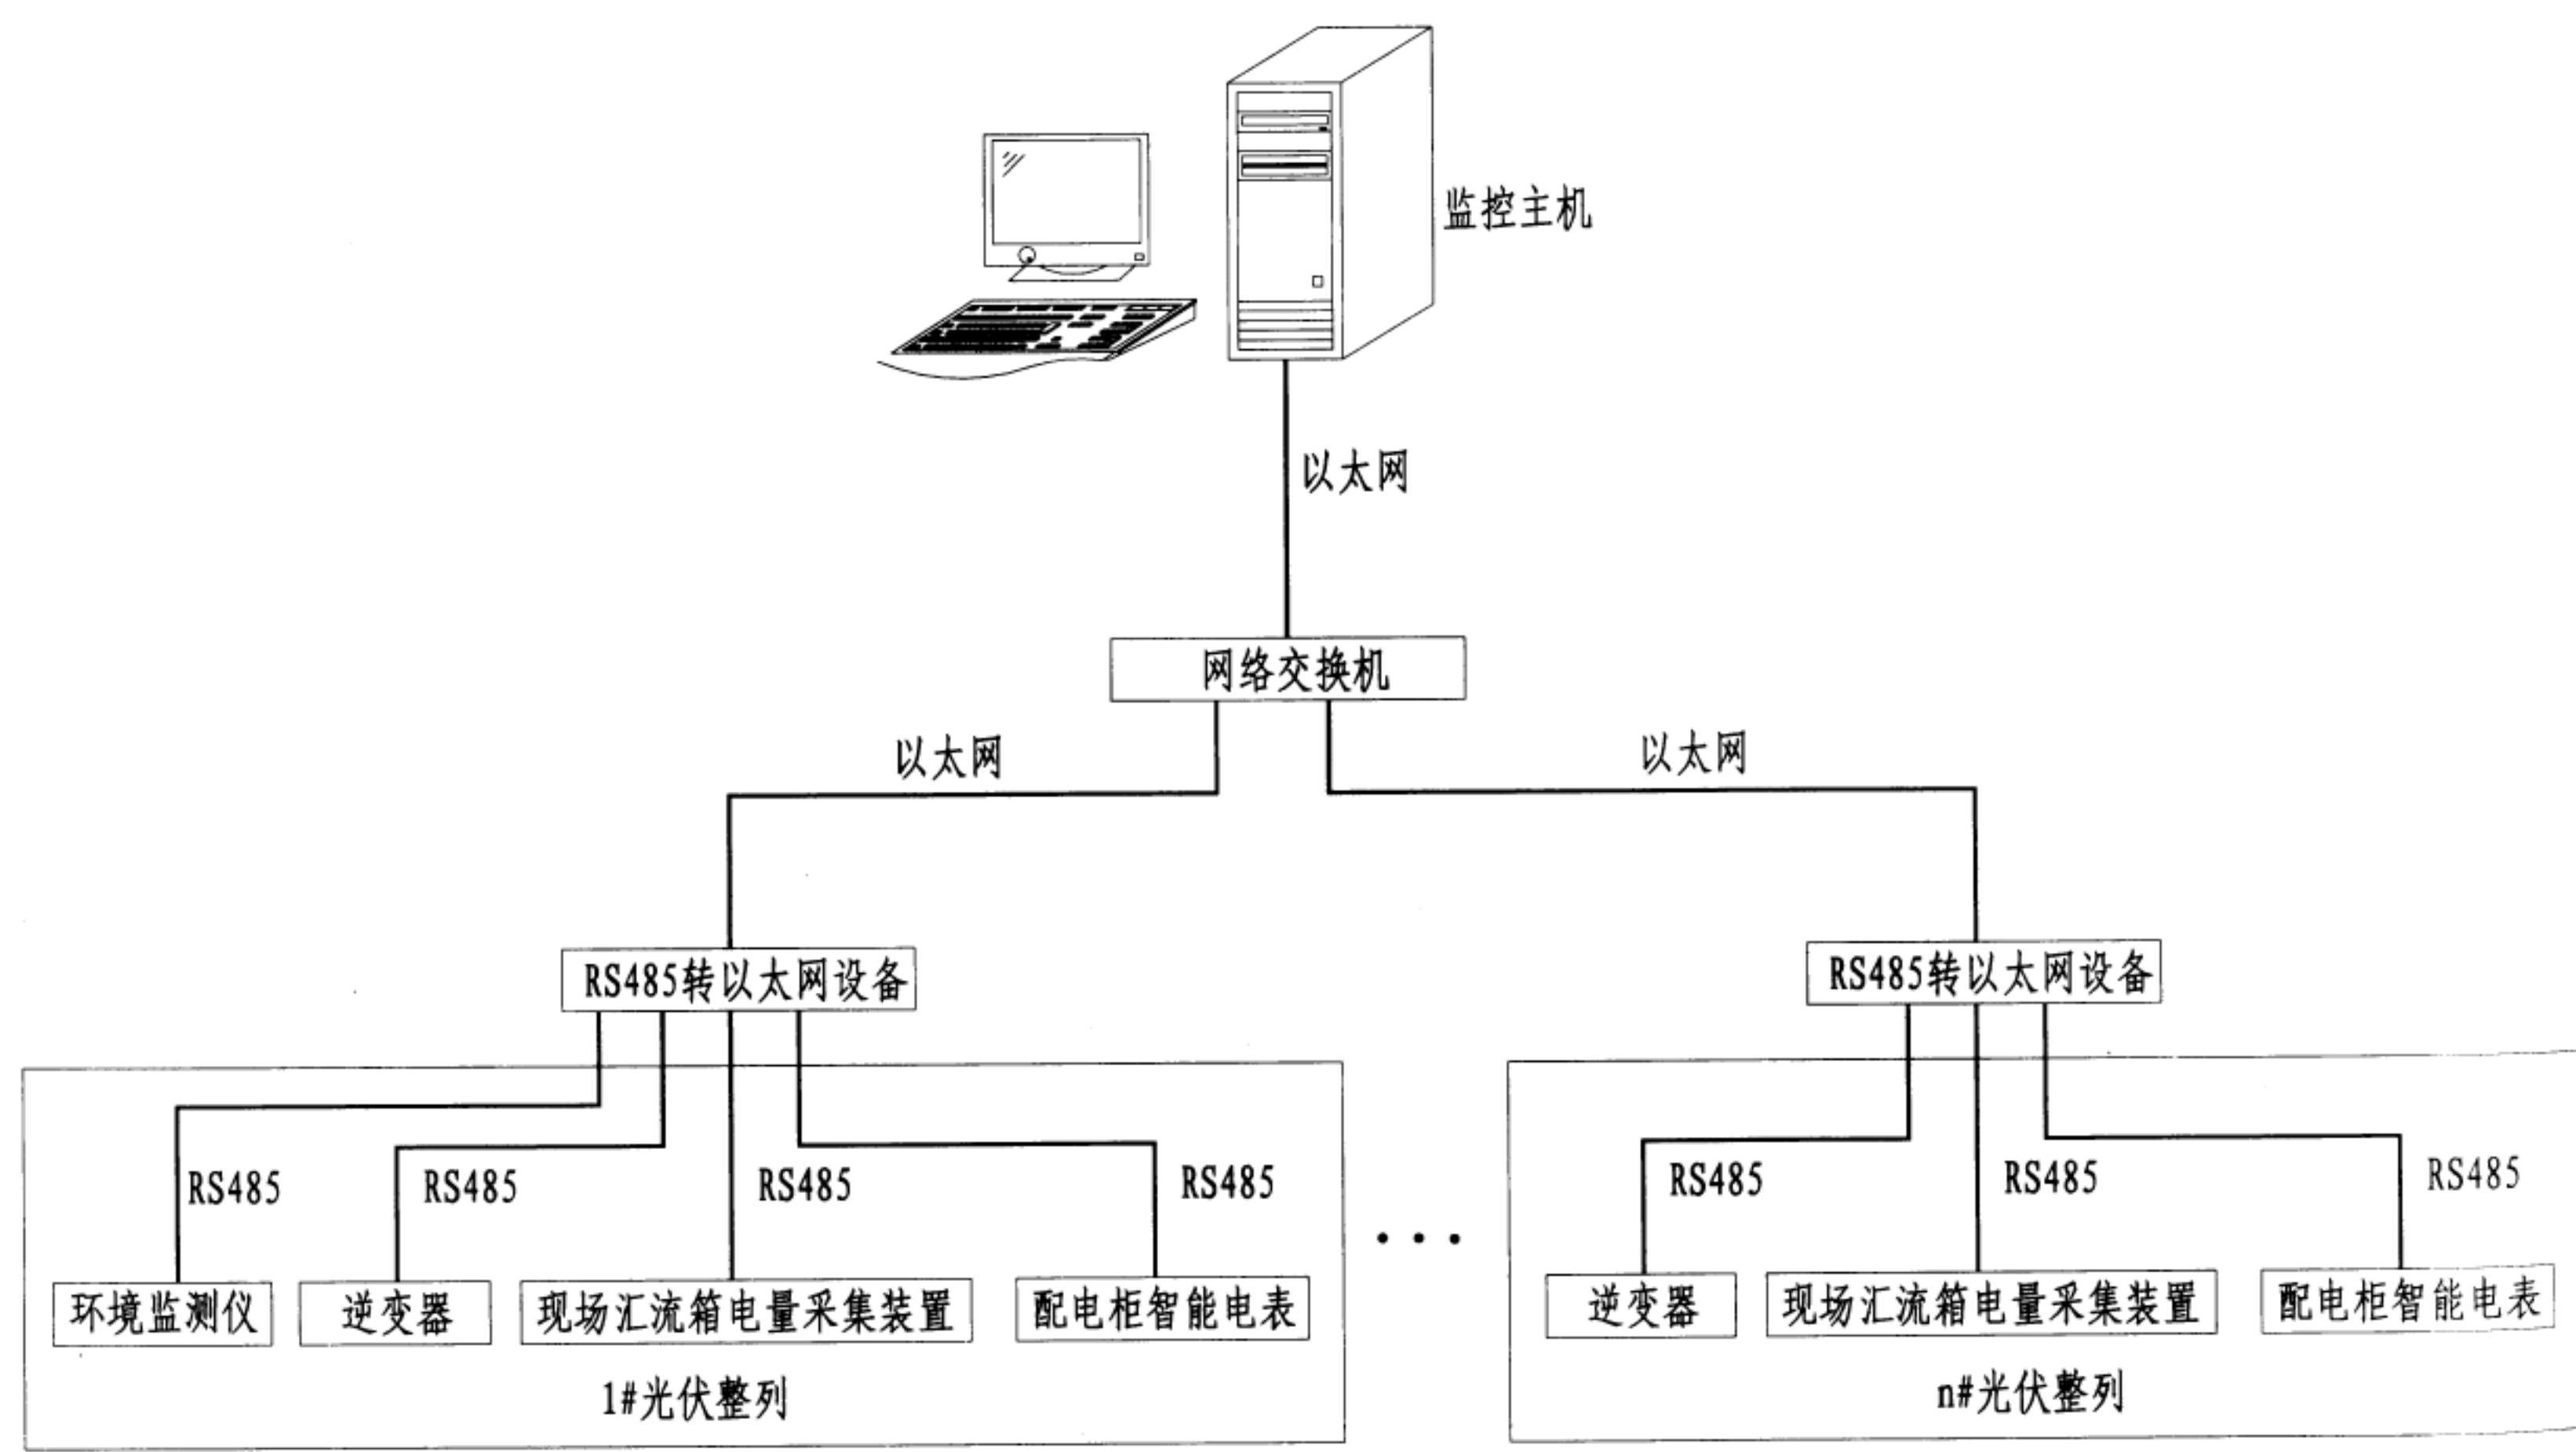 监控主机
以太网
网络交换机
以太网
以太网
RS485转以太网设备
RS485转以太网设备
RS485
RS485
RS485
RS485
RS485
RS485
RS485
环境监测仪
逆变器
现场汇流箱电量采集装置
配电柜智能电表
逆变器
现场汇流箱电量采集装置
配电柜智能电表
1#光伏整列
n#光伏整列